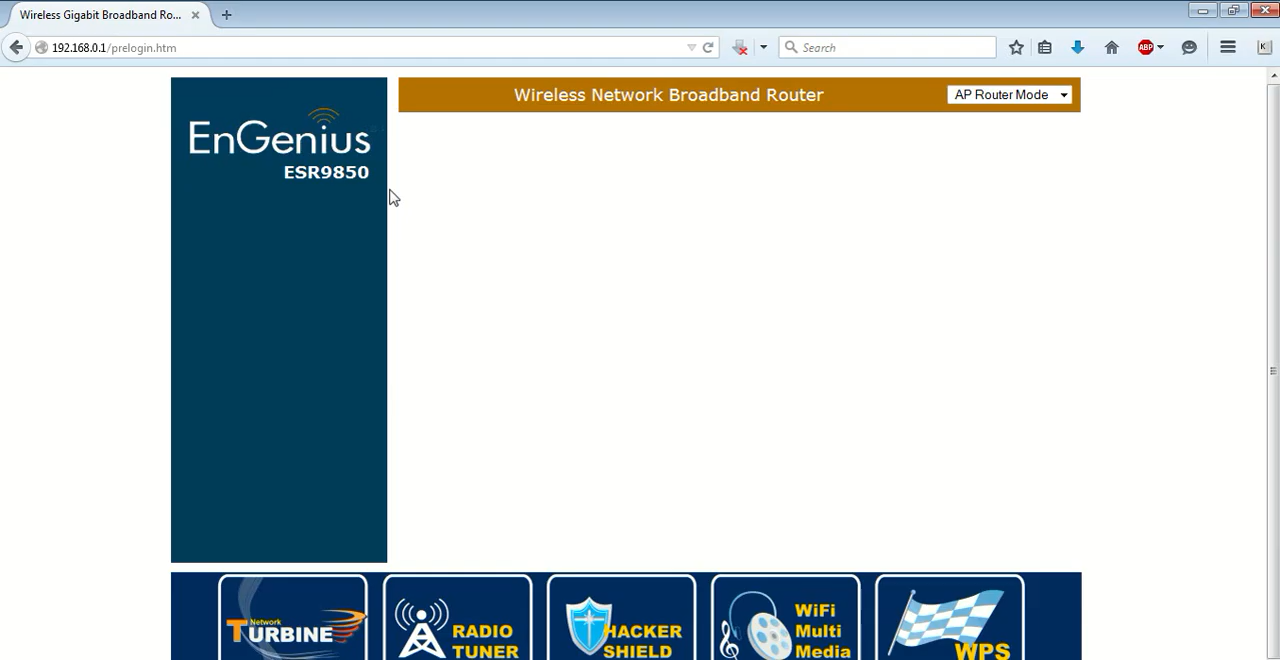 Wireless Gigabit Broadband Ro...
192.168.0.1/prelogin.htm
Search
ABP
K
EnGenius
ESR9850
Wireless Network Broadband Router
AP Router Mode
Network
TURBINE
RADIO
TUNER
HACKER
SHIELD
WiFi
Multi
Media
WPS